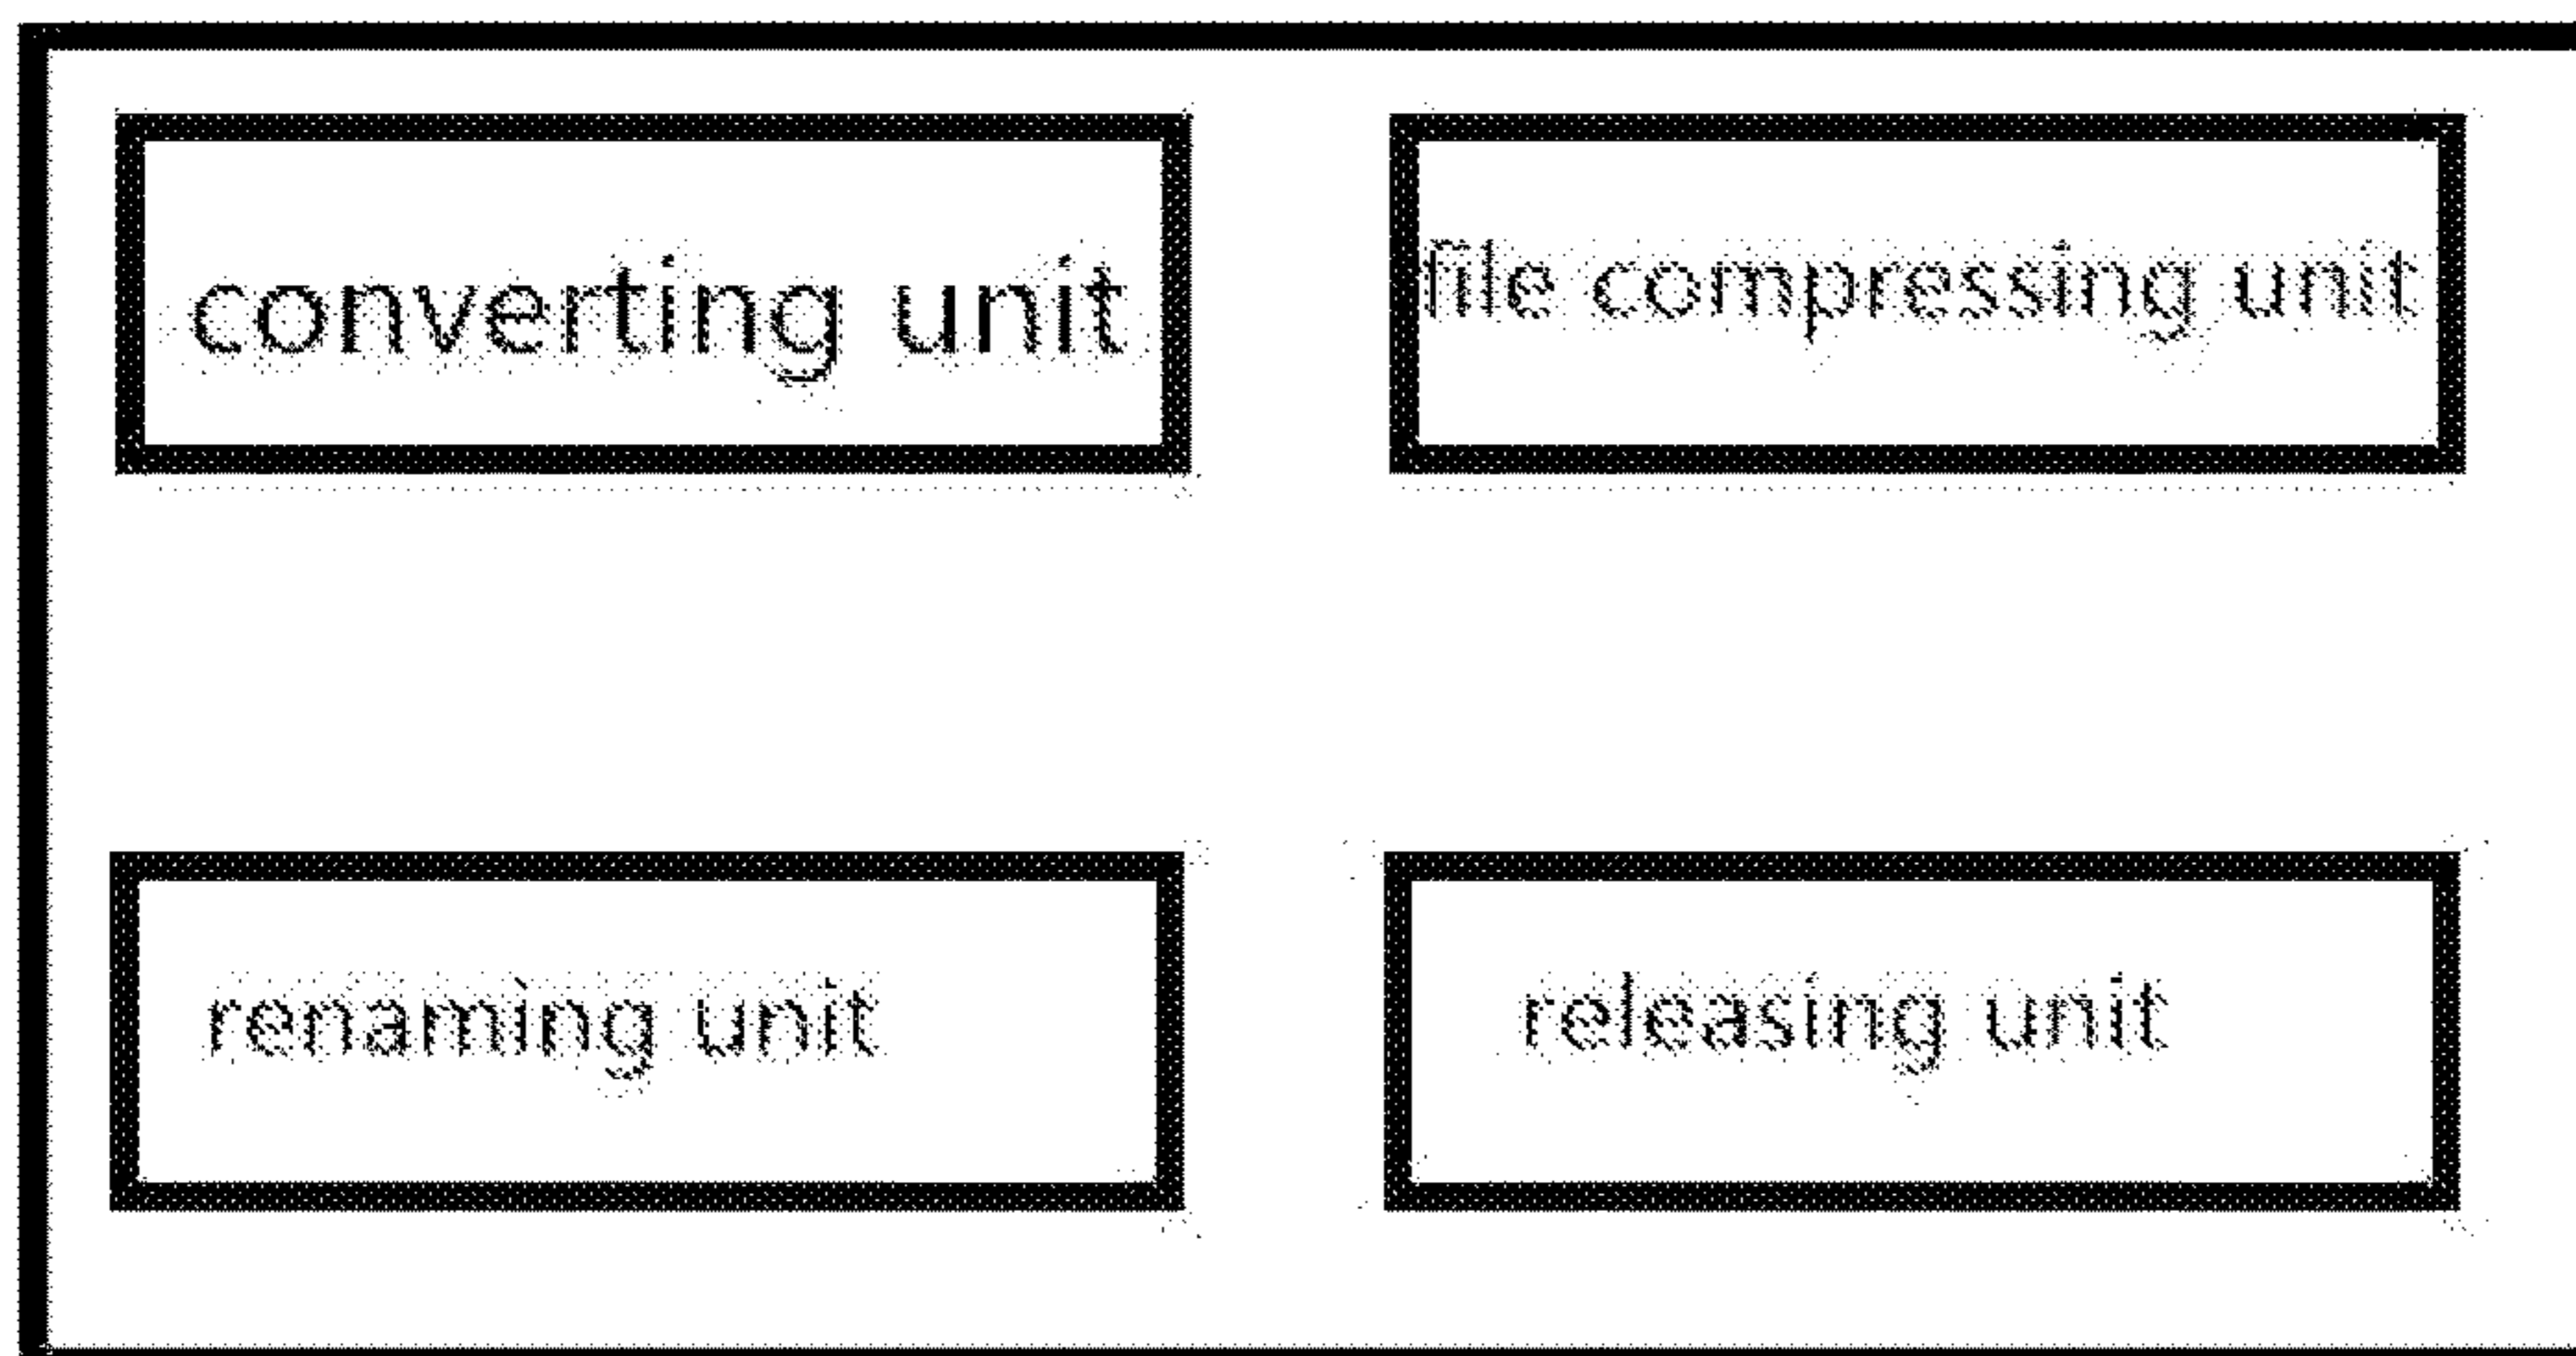 converting unit
file compressing unit
renaming unit
releasing unit